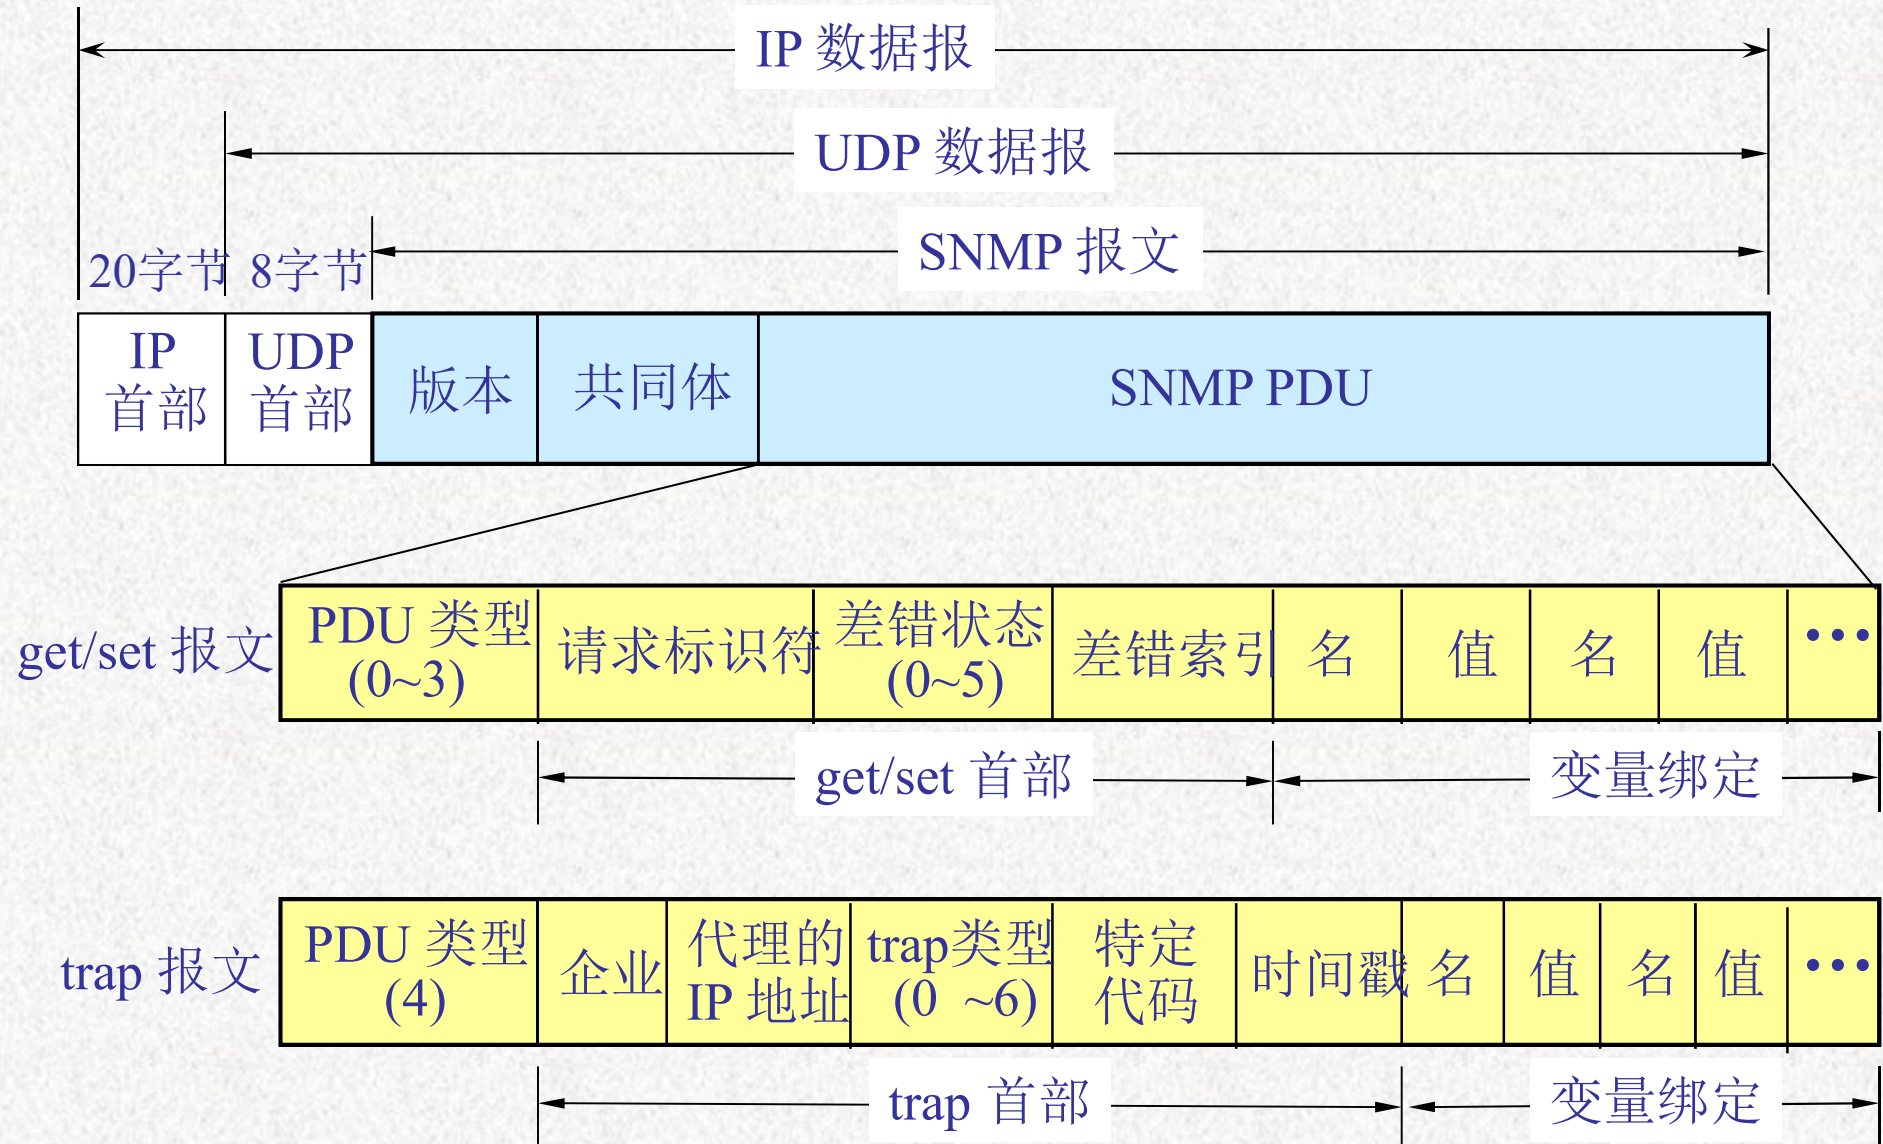 IP 数据报
UDP 数据报
SNMP 报文
20字节 8字节
IP
首部
UDP
首部
版本
共同体
SNMP PDU
get/set 报文
PDU 类型
(0~3)
请求标识符
差错状态
(0~5)
差错索引
名
值
名
值
•••
get/set 首部
变量绑定
trap 报文
PDU 类型
(4)
企业
代理的
IP 地址
trap类型
(0 ~6)
特定
代码
时间戳
名
值
名
值
•••
trap 首部
变量绑定